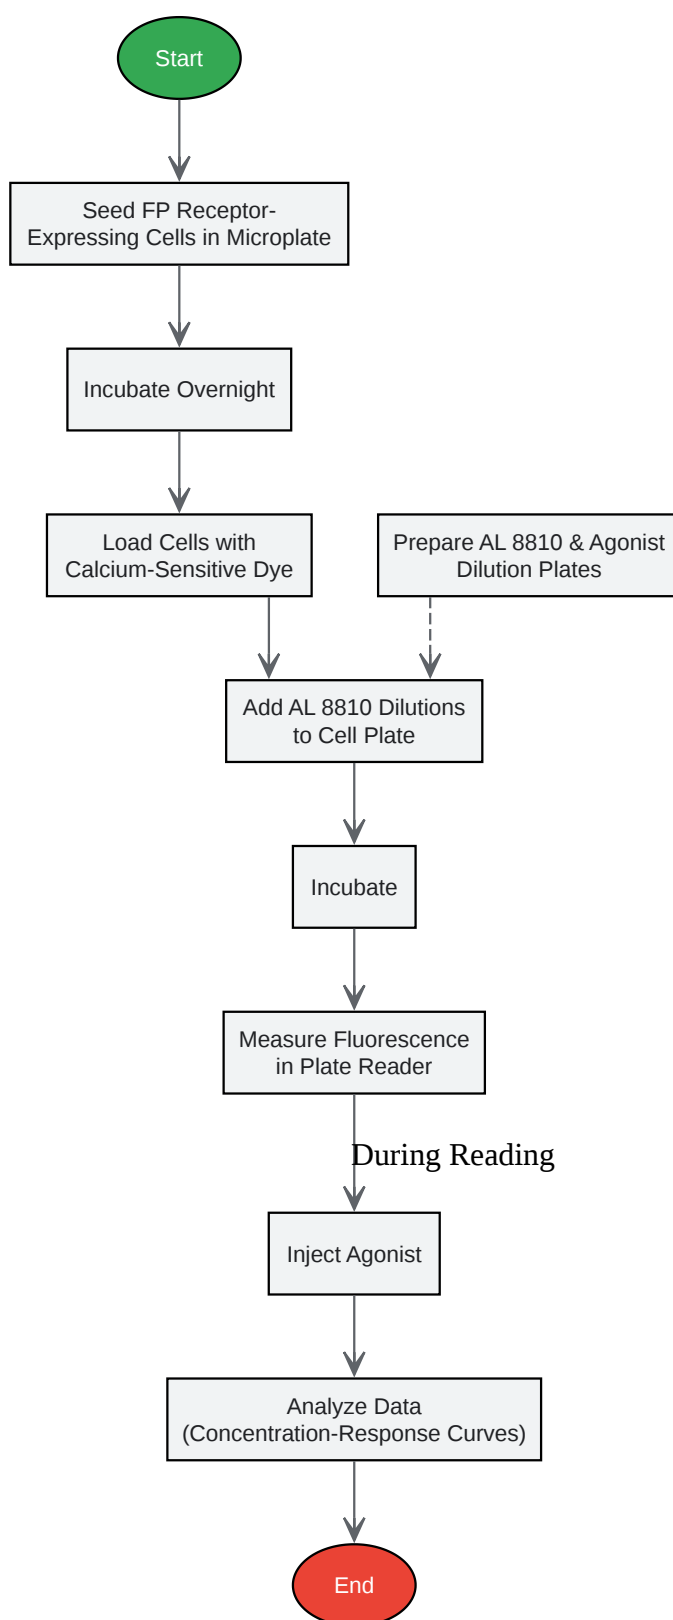 Start
Seed FP Receptor-
Expressing Cells in Microplate
Incubate Overnight
Load Cells with
Calcium-Sensitive Dye
Prepare AL 8810 & Agonist
Dilution Plates
Add AL 8810 Dilutions
to Cell Plate
Incubate
Measure Fluorescence
in Plate Reader
During Reading
Inject Agonist
Analyze Data
(Concentration-Response Curves)
End